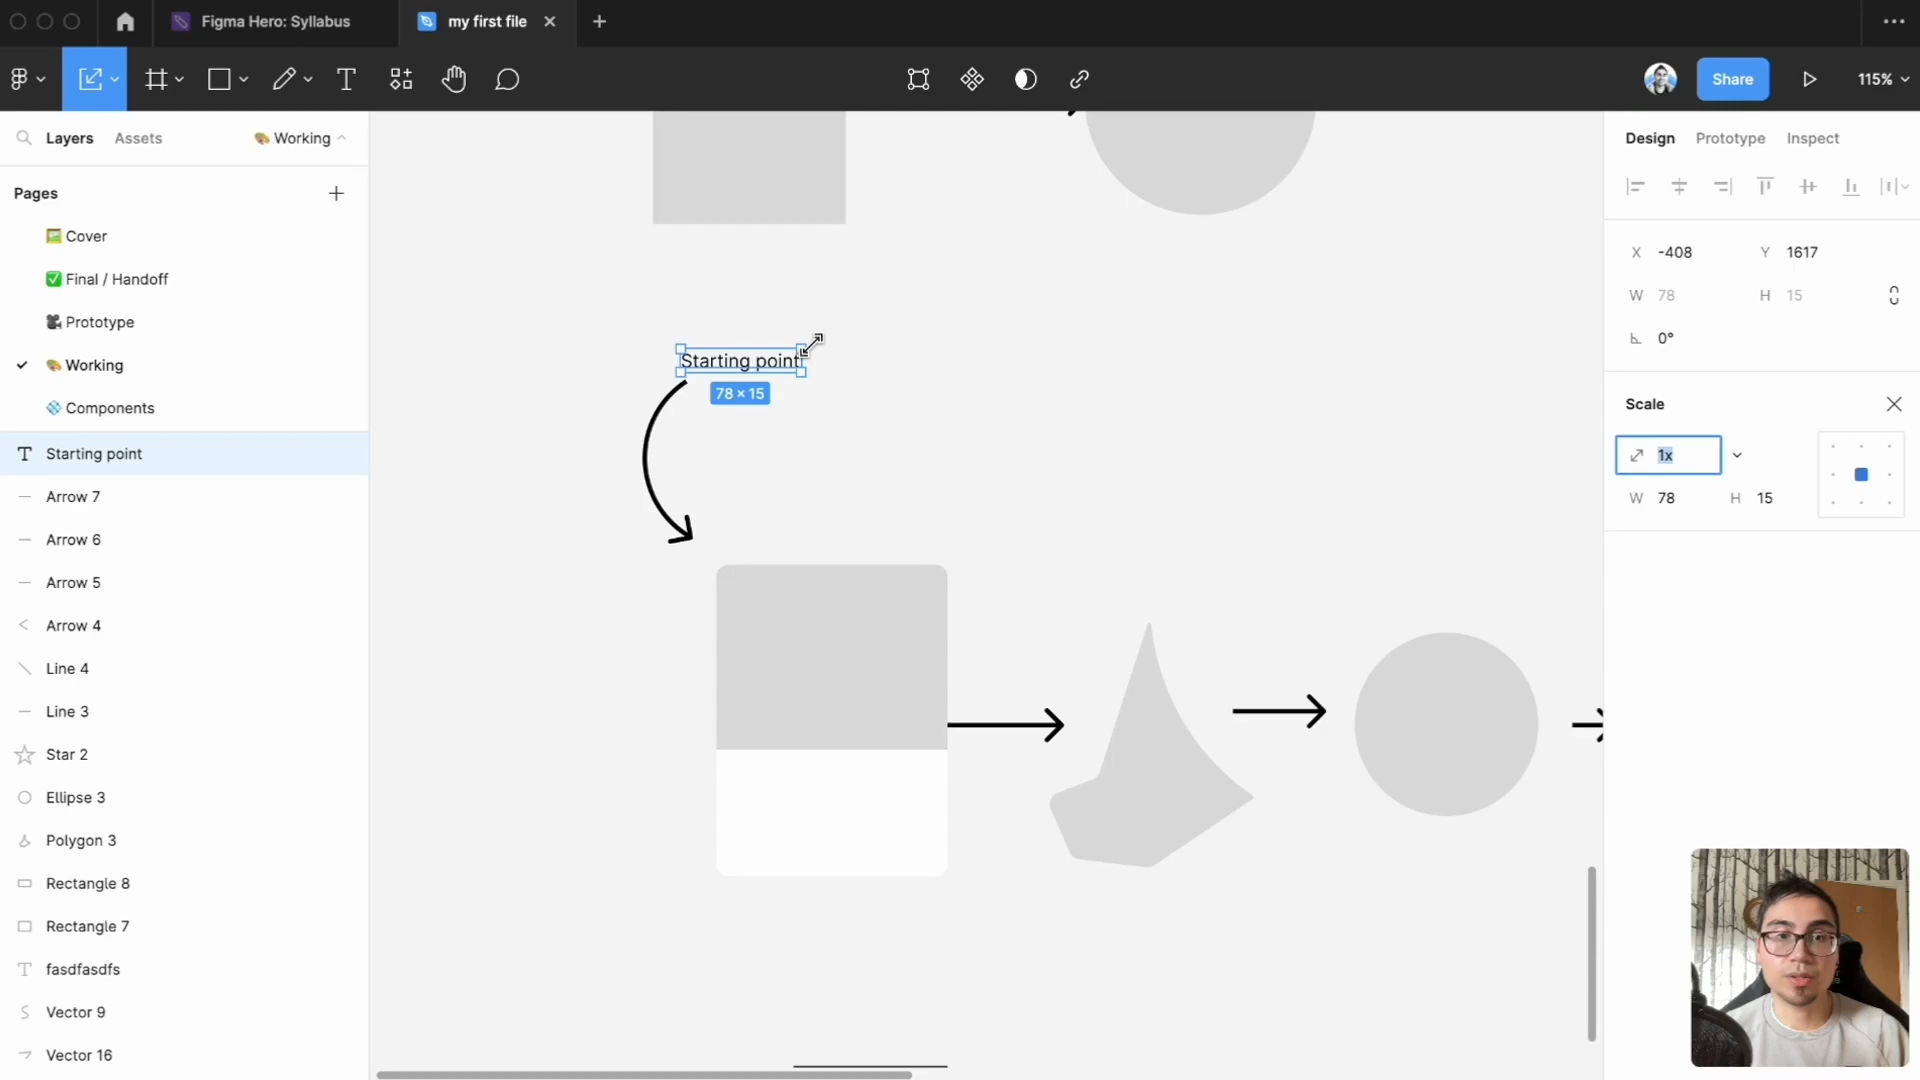 Figma Hero: Syllabus
my first file
Share
115%
Layers
Assets
Working
Design
Prototype
Inspect
Pages
Cover
Final / Handoff
Prototype
Working
Components
Starting point
Arrow 7
Arrow 6
Arrow 5
Arrow 4
Line 4
Line 3
Star 2
Ellipse 3
Polygon 3
Rectangle 8
Rectangle 7
fasdfasdfs
Vector 9
Vector 16
Starting point
78 × 15
X -408 Y 1617
W 78 H 15
0°
Scale
1x
W 78 H 15